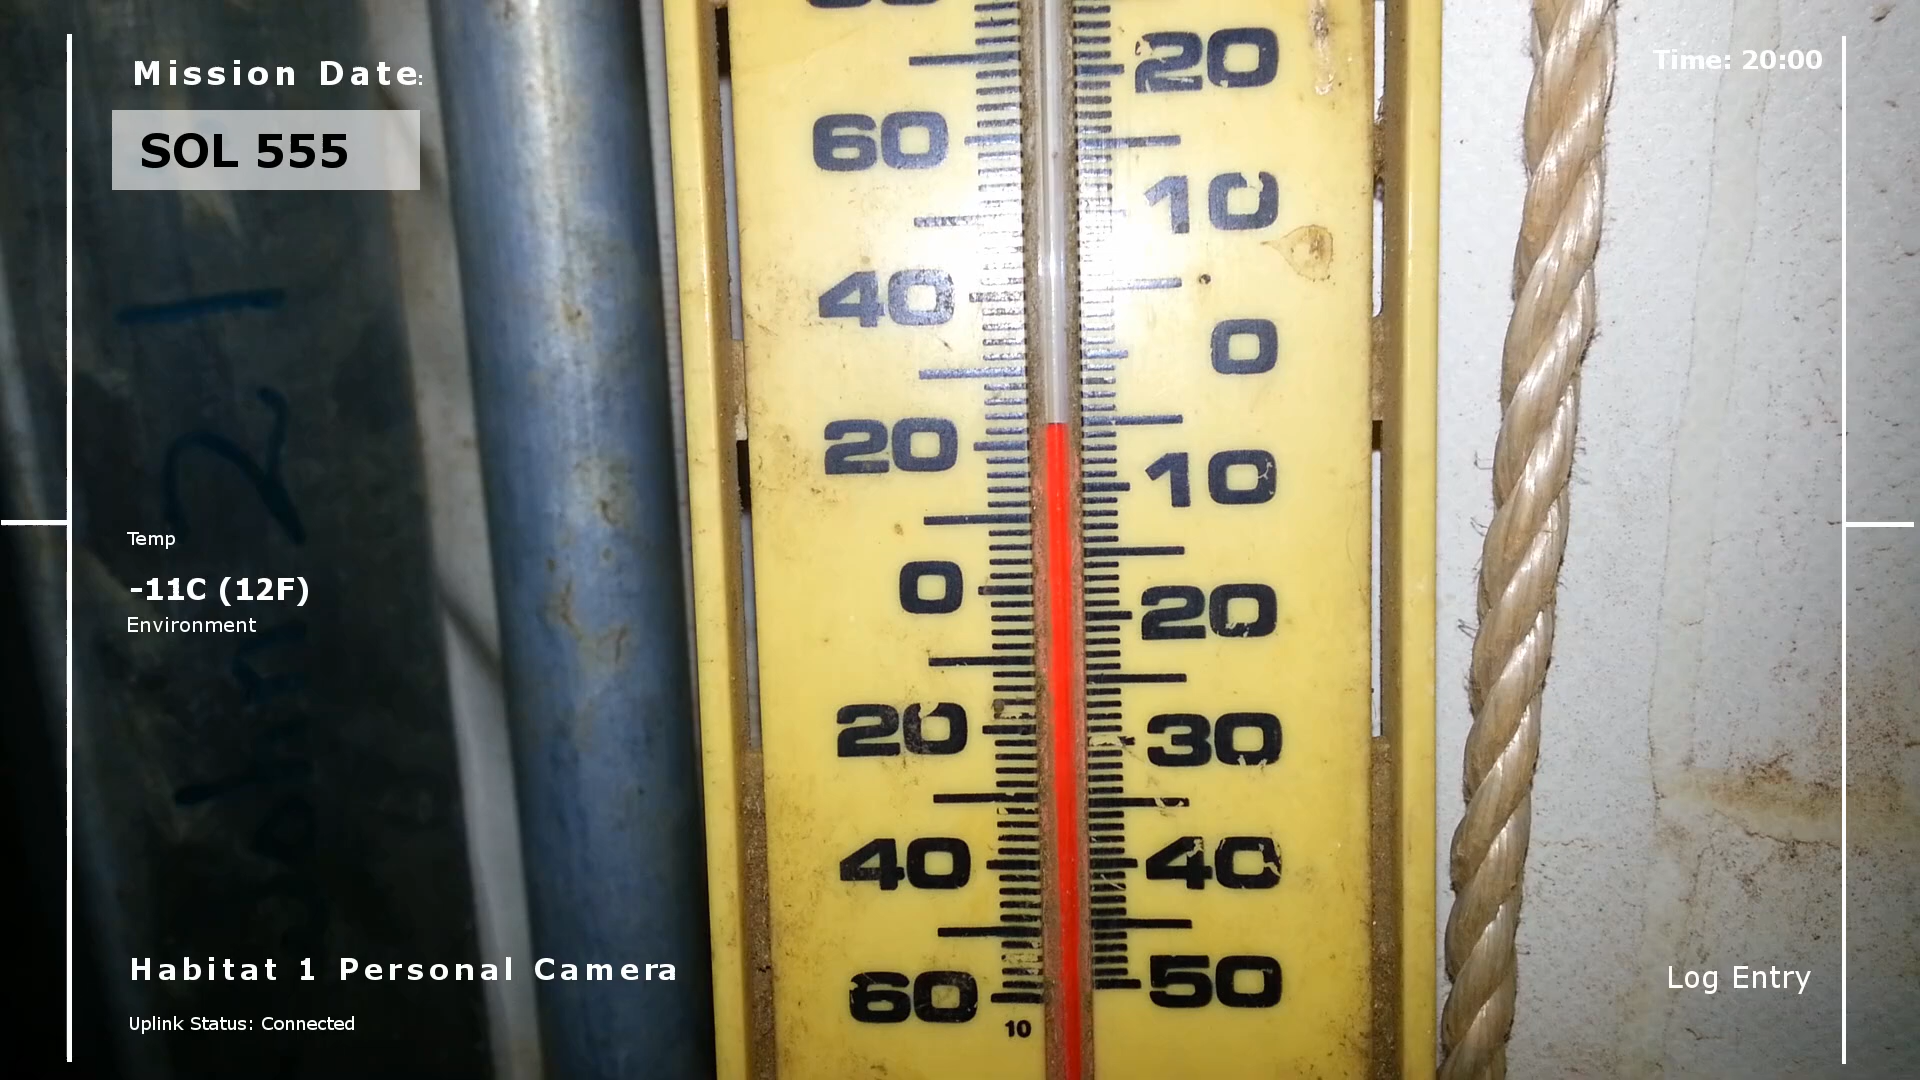 Mission Date:
SOL 555
Time: 20:00
20
60
10
40
0
20
10
0
20
20
30
40
40
60
50
10
Temp
-11C (12F)
Environment
Habitat 1 Personal Camera
Uplink Status: Connected
Log Entry